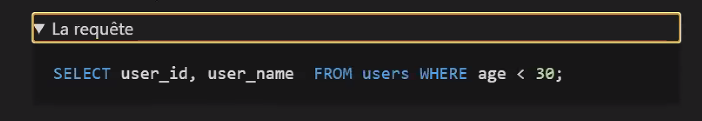 La requête
SELECT user_id, user_name  FROM users WHERE age < 30;